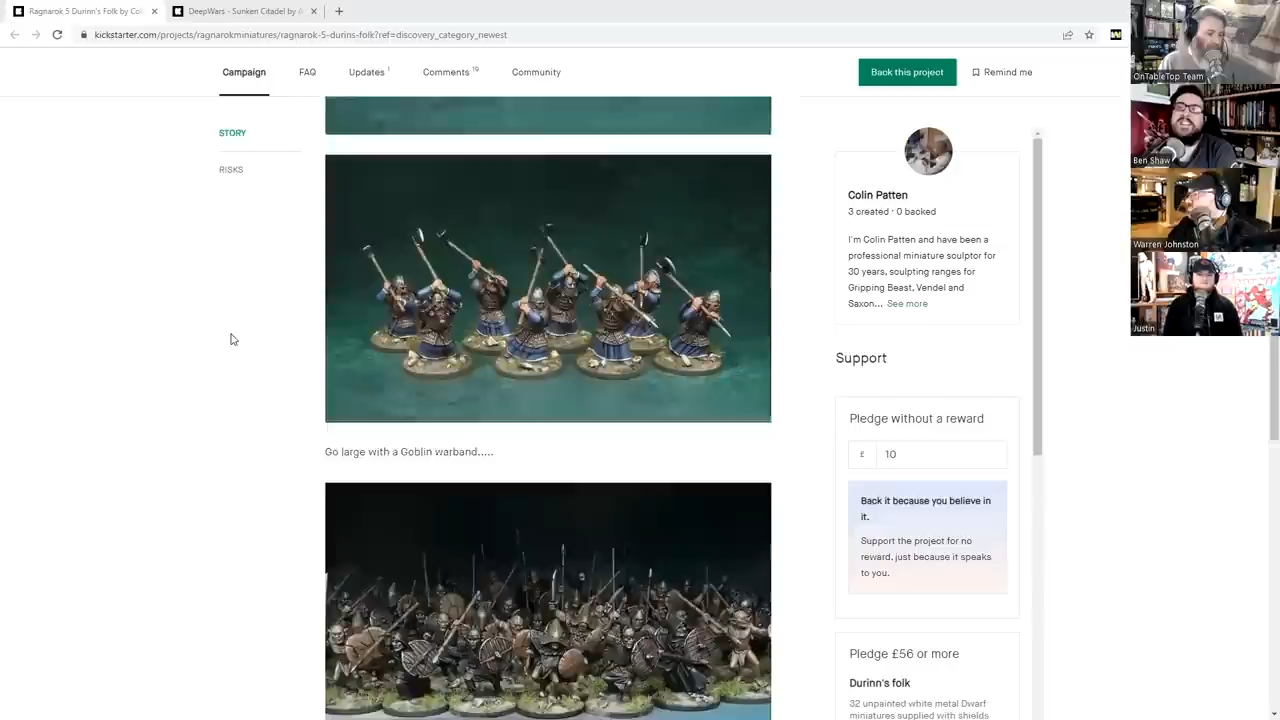 Ragnarok 5 Durinn's Folk by Co
DeepWars - Sunken Citadel by A
kickstarter.com/projects/ragnarokminiatures/ragnarok-5-durins-folk?ref=discovery_category_newest
Campaign
FAQ
Updates 1
Comments 19
Community
Back this project
Remind me
STORY
RISKS
Go large with a Goblin warband.....
Colin Patten
3 created · 0 backed
I'm Colin Patten and have been a
professional miniature sculptor for
30 years, sculpting ranges for
Gripping Beast, Vendel and
Saxon... See more
Support
Pledge without a reward
£ 10
Back it because you believe in
it.
Support the project for no
reward, just because it speaks
to you.
Pledge £56 or more
Durinn's folk
32 unpainted white metal Dwarf
miniatures supplied with shields
OnTableTop Team
Ben Shaw
Warren Johnston
Justin